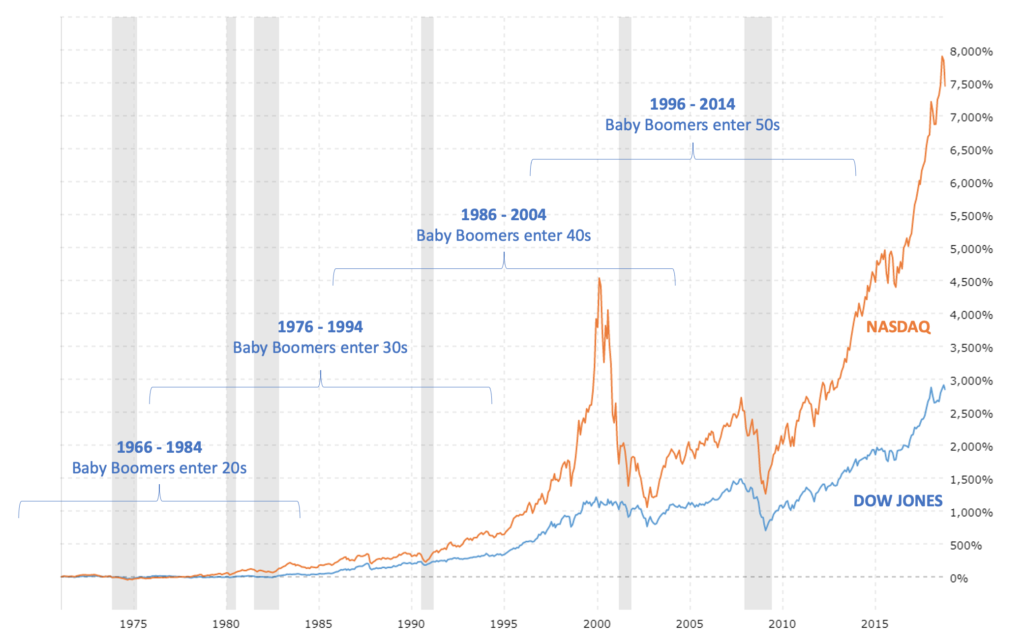 8,000%
1996 - 2014
7,500%
Baby Boomers enter 50s
7,000%
6,500%
6,000%
1986 - 2004
5,500%
Baby Boomers enter 40s
5,000%
4,500%
4,000%
1976 - 1994
NASDAQ
Baby Boomers enter 30s
3,500%
3,000%
2,500%
1966 - 1984
2,000%
Baby Boomers enter 20s
1,500%
DOW JONES
1,000%
500%
0%
1975 1980 1985 1990 1995 2000 2005 2010 2015